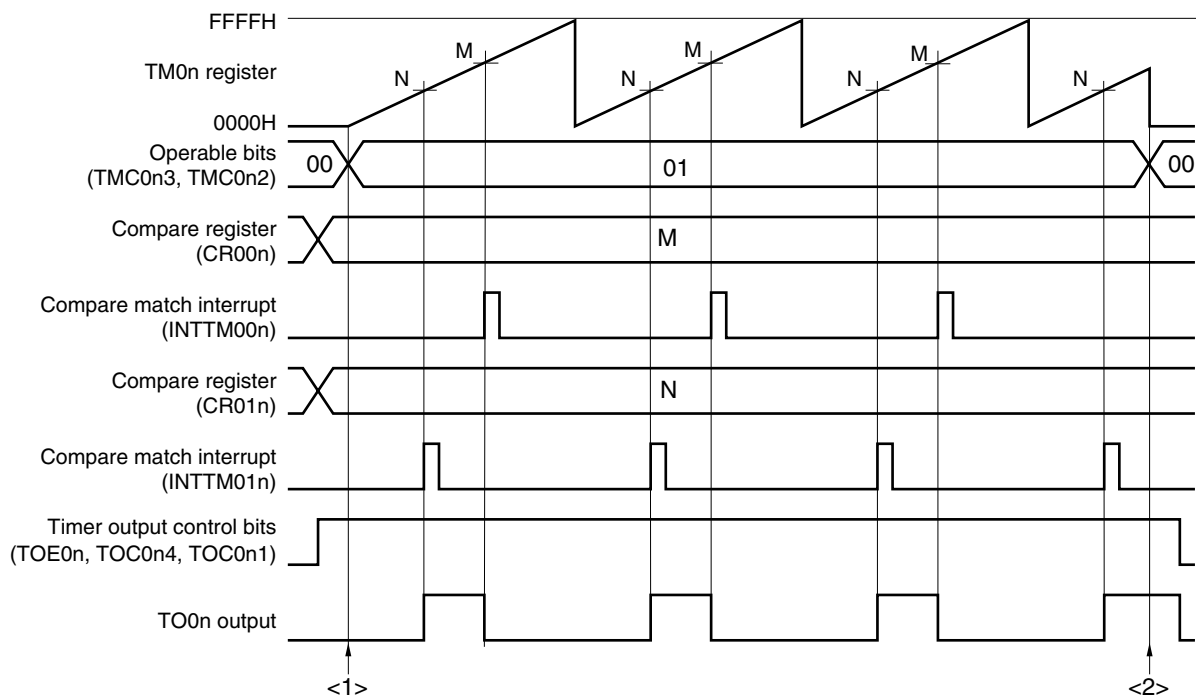 FFFFH
TM0n register
N M N M N M N
0000H
Operable bits
(TMC0n3, TMC0n2)
00 01 00
Compare register
(CR00n)
M
Compare match interrupt
(INTTM00n)
Compare register
(CR01n)
N
Compare match interrupt
(INTTM01n)
Timer output control bits
(TOE0n, TOC0n4, TOC0n1)
TO0n output
<1> <2>